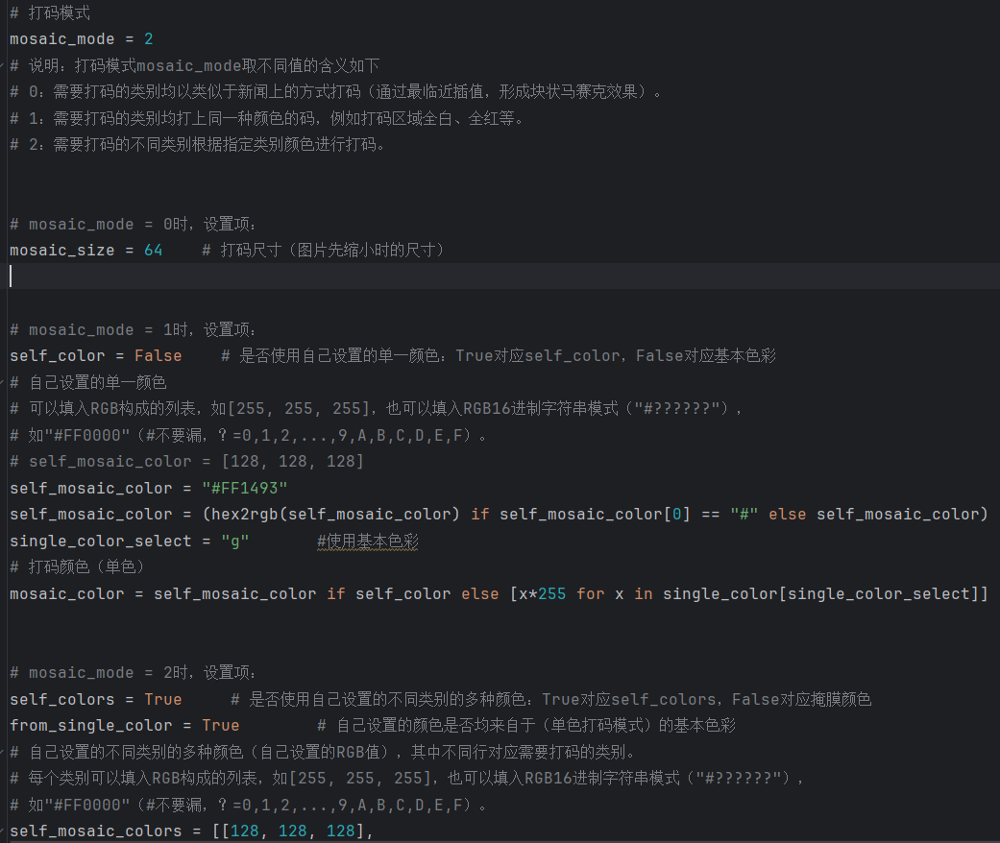 # 打码模式
mosaic_mode = 2
# 说明：打码模式mosaic_mode取不同值的含义如下
# 0：需要打码的类别均以类似于新闻上的方式打码（通过最临近插值，形成块状马赛克效果）。
# 1：需要打码的类别均打上同一种颜色的码，例如打码区域全白、全红等。
# 2：需要打码的不同类别根据指定类别颜色进行打码。
# mosaic_mode = 0时，设置项：
mosaic_size = 64    # 打码尺寸（图片先缩小时的尺寸）
# mosaic_mode = 1时，设置项：
self_color = False    # 是否使用自己设置的单一颜色：True对应self_color，False对应基本色彩
# 自己设置的单一颜色
# 可以填入RGB构成的列表，如[255, 255, 255]，也可以填入RGB16进制字符串模式（"#??????"），
# 如"#FF0000"（#不要漏，？=0,1,2,...,9,A,B,C,D,E,F）。
# self_mosaic_color = [128, 128, 128]
self_mosaic_color = "#FF1493"
self_mosaic_color = (hex2rgb(self_mosaic_color) if self_mosaic_color[0] == "#" else self_mosaic_color)
single_color_select = "g"       #使用基本色彩
# 打码颜色（单色）
mosaic_color = self_mosaic_color if self_color else [x*255 for x in single_color[single_color_select]]
# mosaic_mode = 2时，设置项：
self_colors = True     # 是否使用自己设置的不同类别的多种颜色：True对应self_colors，False对应掩膜颜色
from_single_color = True        # 自己设置的颜色是否均来自于（单色打码模式）的基本色彩
# 自己设置的不同类别的多种颜色（自己设置的RGB值），其中不同行对应需要打码的类别。
# 每个类别可以填入RGB构成的列表，如[255, 255, 255]，也可以填入RGB16进制字符串模式（"#??????"），
# 如"#FF0000"（#不要漏，？=0,1,2,...,9,A,B,C,D,E,F）。
self_mosaic_colors = [[128, 128, 128],